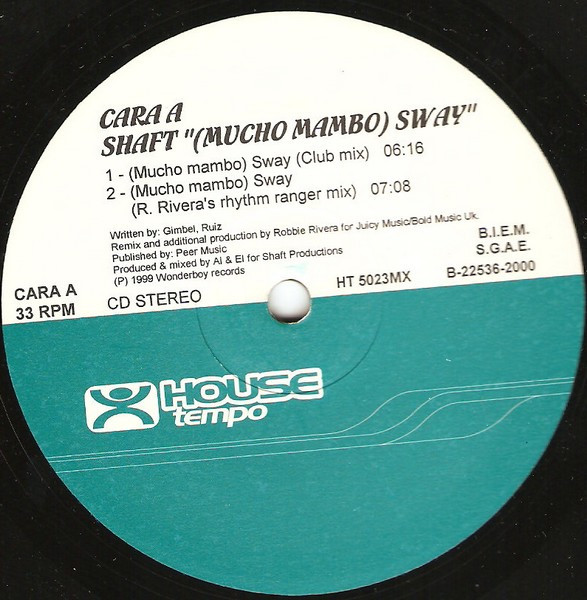 CARA A
SHAFT "(MUCHO MAMBO) SWAY"
1 - (Mucho mambo) Sway (Club mix) 06:16
2 - (Mucho mambo) Sway
(R. Rivera's rhythm ranger mix) 07:08
Written by: Gimbel, Ruiz
Remix and additional production by Robbie Rivera for Juicy Music/Bold Music Uk.
Published by: Peer Music
Produced & mixed by Al & El for Shaft Productions
(P) 1999 Wonderboy records
B.I.E.M.
S.G.A.E.
CARA A
33 RPM
CD STEREO
HT 5023MX
B-22536-2000
HOUSE
tempo